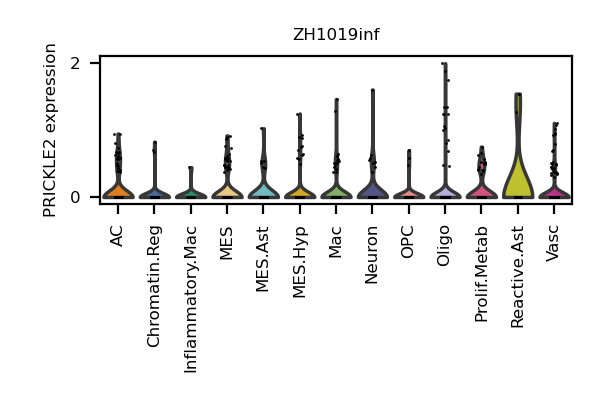 ZH1019inf
PRICKLE2 expression
2
0
AC
Chromatin.Reg
Inflammatory.Mac
MES
MES.Ast
MES.Hyp
Mac
Neuron
OPC
Oligo
Prolif.Metab
Reactive.Ast
Vasc